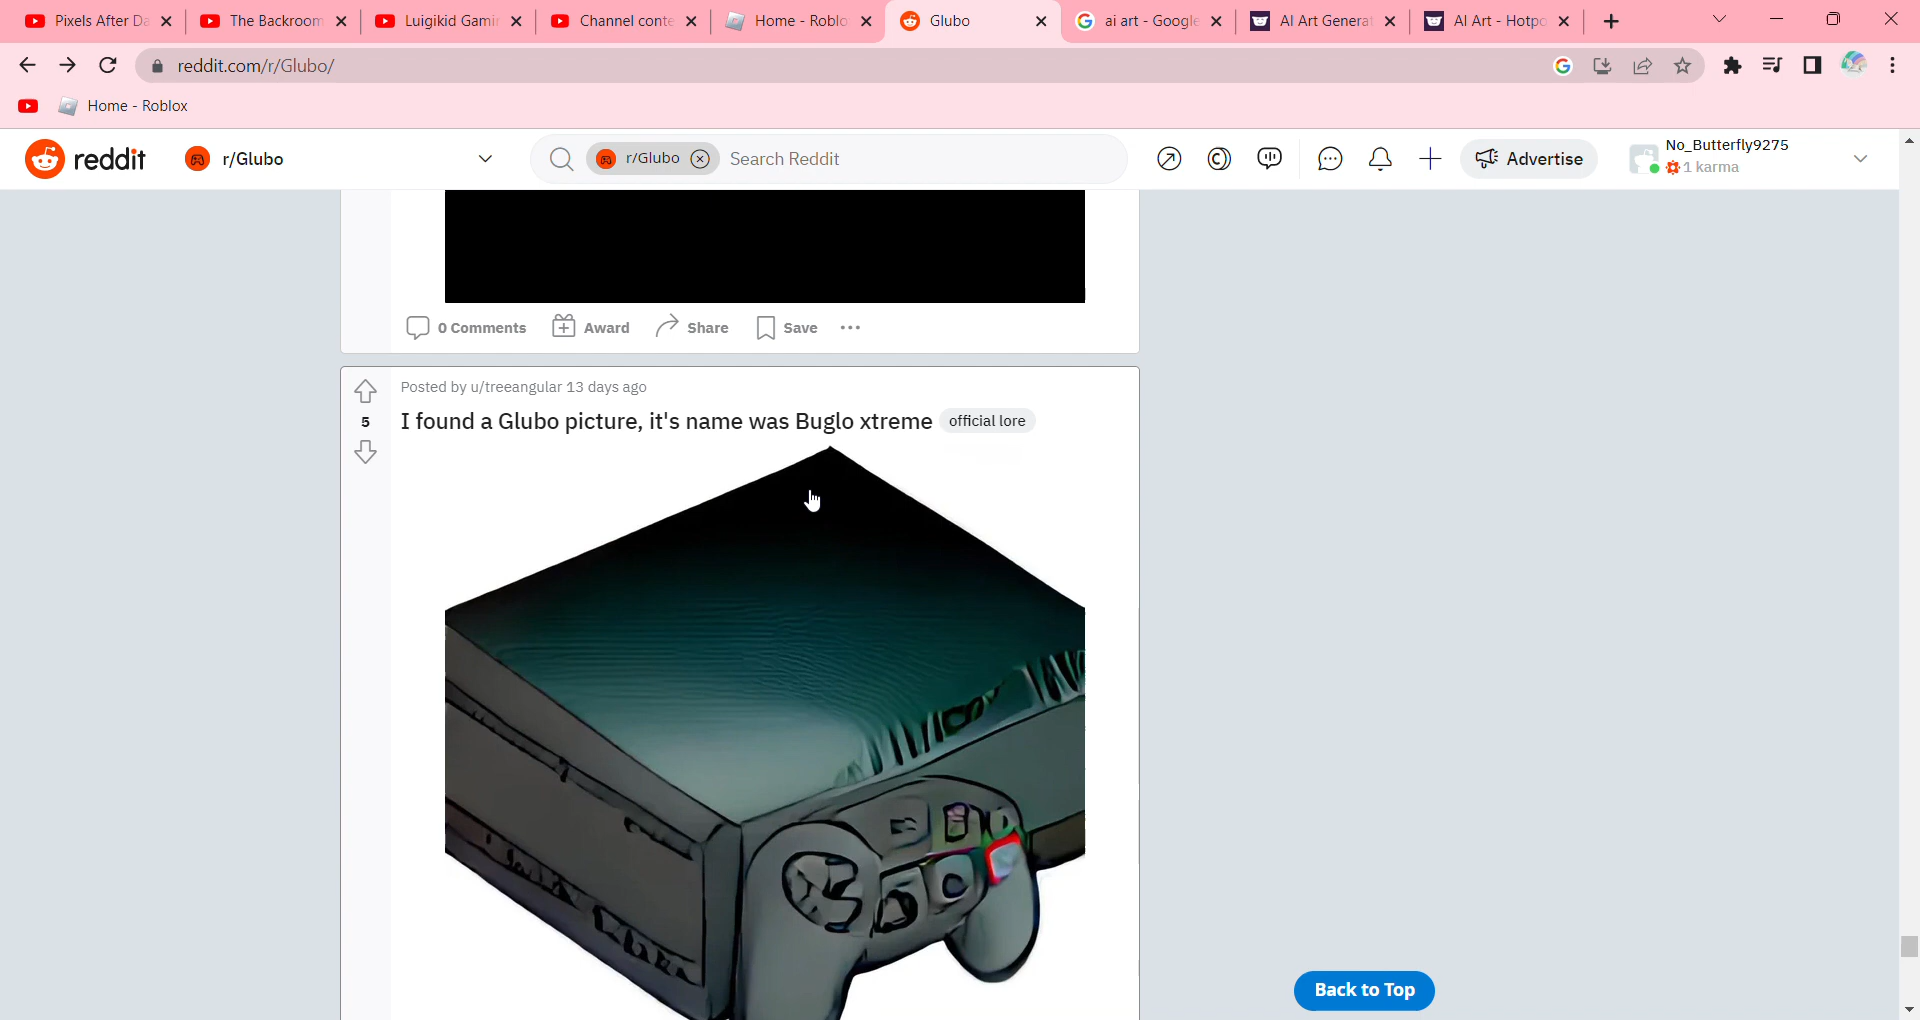 Pixels After Da
The Backroom
Luigikid Gami
Channel conte
Home - Roblo
Glubo
ai art - Google
AI Art Generat
AI Art - Hotpo
reddit.com/r/Glubo/
Home - Roblox
reddit
r/Glubo
r/Glubo
Search Reddit
Advertise
No_Butterfly9275
1 karma
0 Comments
Award
Share
Save
Posted by u/treeangular 13 days ago
5
I found a Glubo picture, it's name was Buglo xtreme
official lore
Back to Top